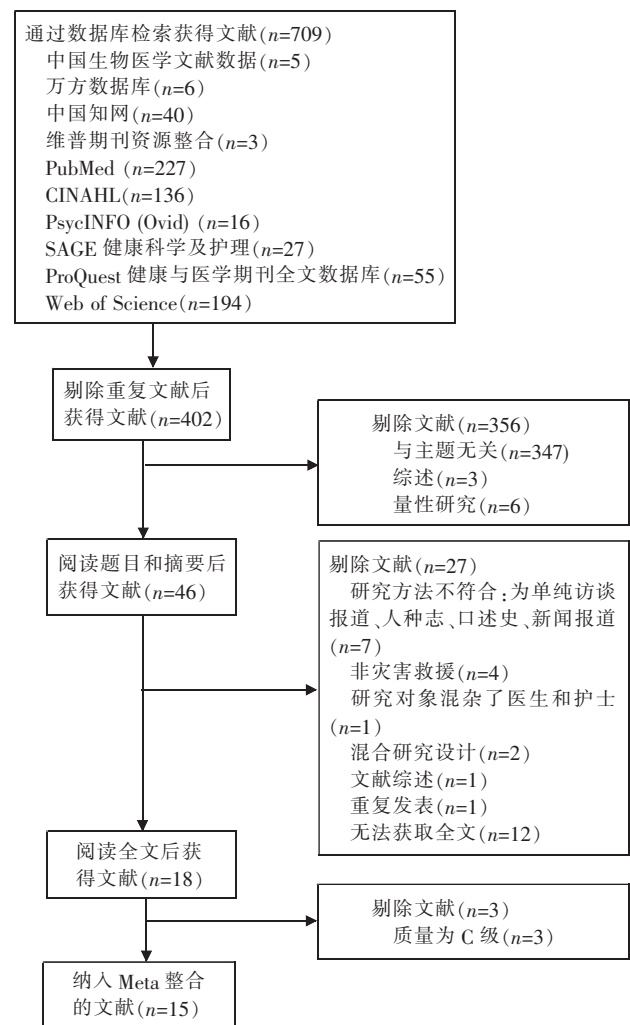 通过数据库检索获得文献(n=709)
中国生物医学文献数据(n=5)
万方数据库(n=6)
中国知网(n=40)
维普期刊资源整合(n=3)
PubMed (n=227)
CINAHL(n=136)
PsycINFO (Ovid) (n=16)
SAGE 健康科学及护理(n=27)
ProQuest 健康与医学期刊全文数据库(n=55)
Web of Science(n=194)
剔除重复文献后
获得文献(n=402)
剔除文献(n=356)
与主题无关(n=347)
综述(n=3)
量性研究(n=6)
阅读题目和摘要后
获得文献(n=46)
剔除文献(n=27)
研究方法不符合:为单纯访谈
报道、人种志、口述史、新闻报道
(n=7)
非灾害救援(n=4)
研究对象混杂了医生和护士
(n=1)
混合研究设计(n=2)
文献综述(n=1)
重复发表(n=1)
无法获取全文(n=12)
阅读全文后获
得文献(n=18)
剔除文献(n=3)
质量为 C 级(n=3)
纳入 Meta 整合
的文献(n=15)